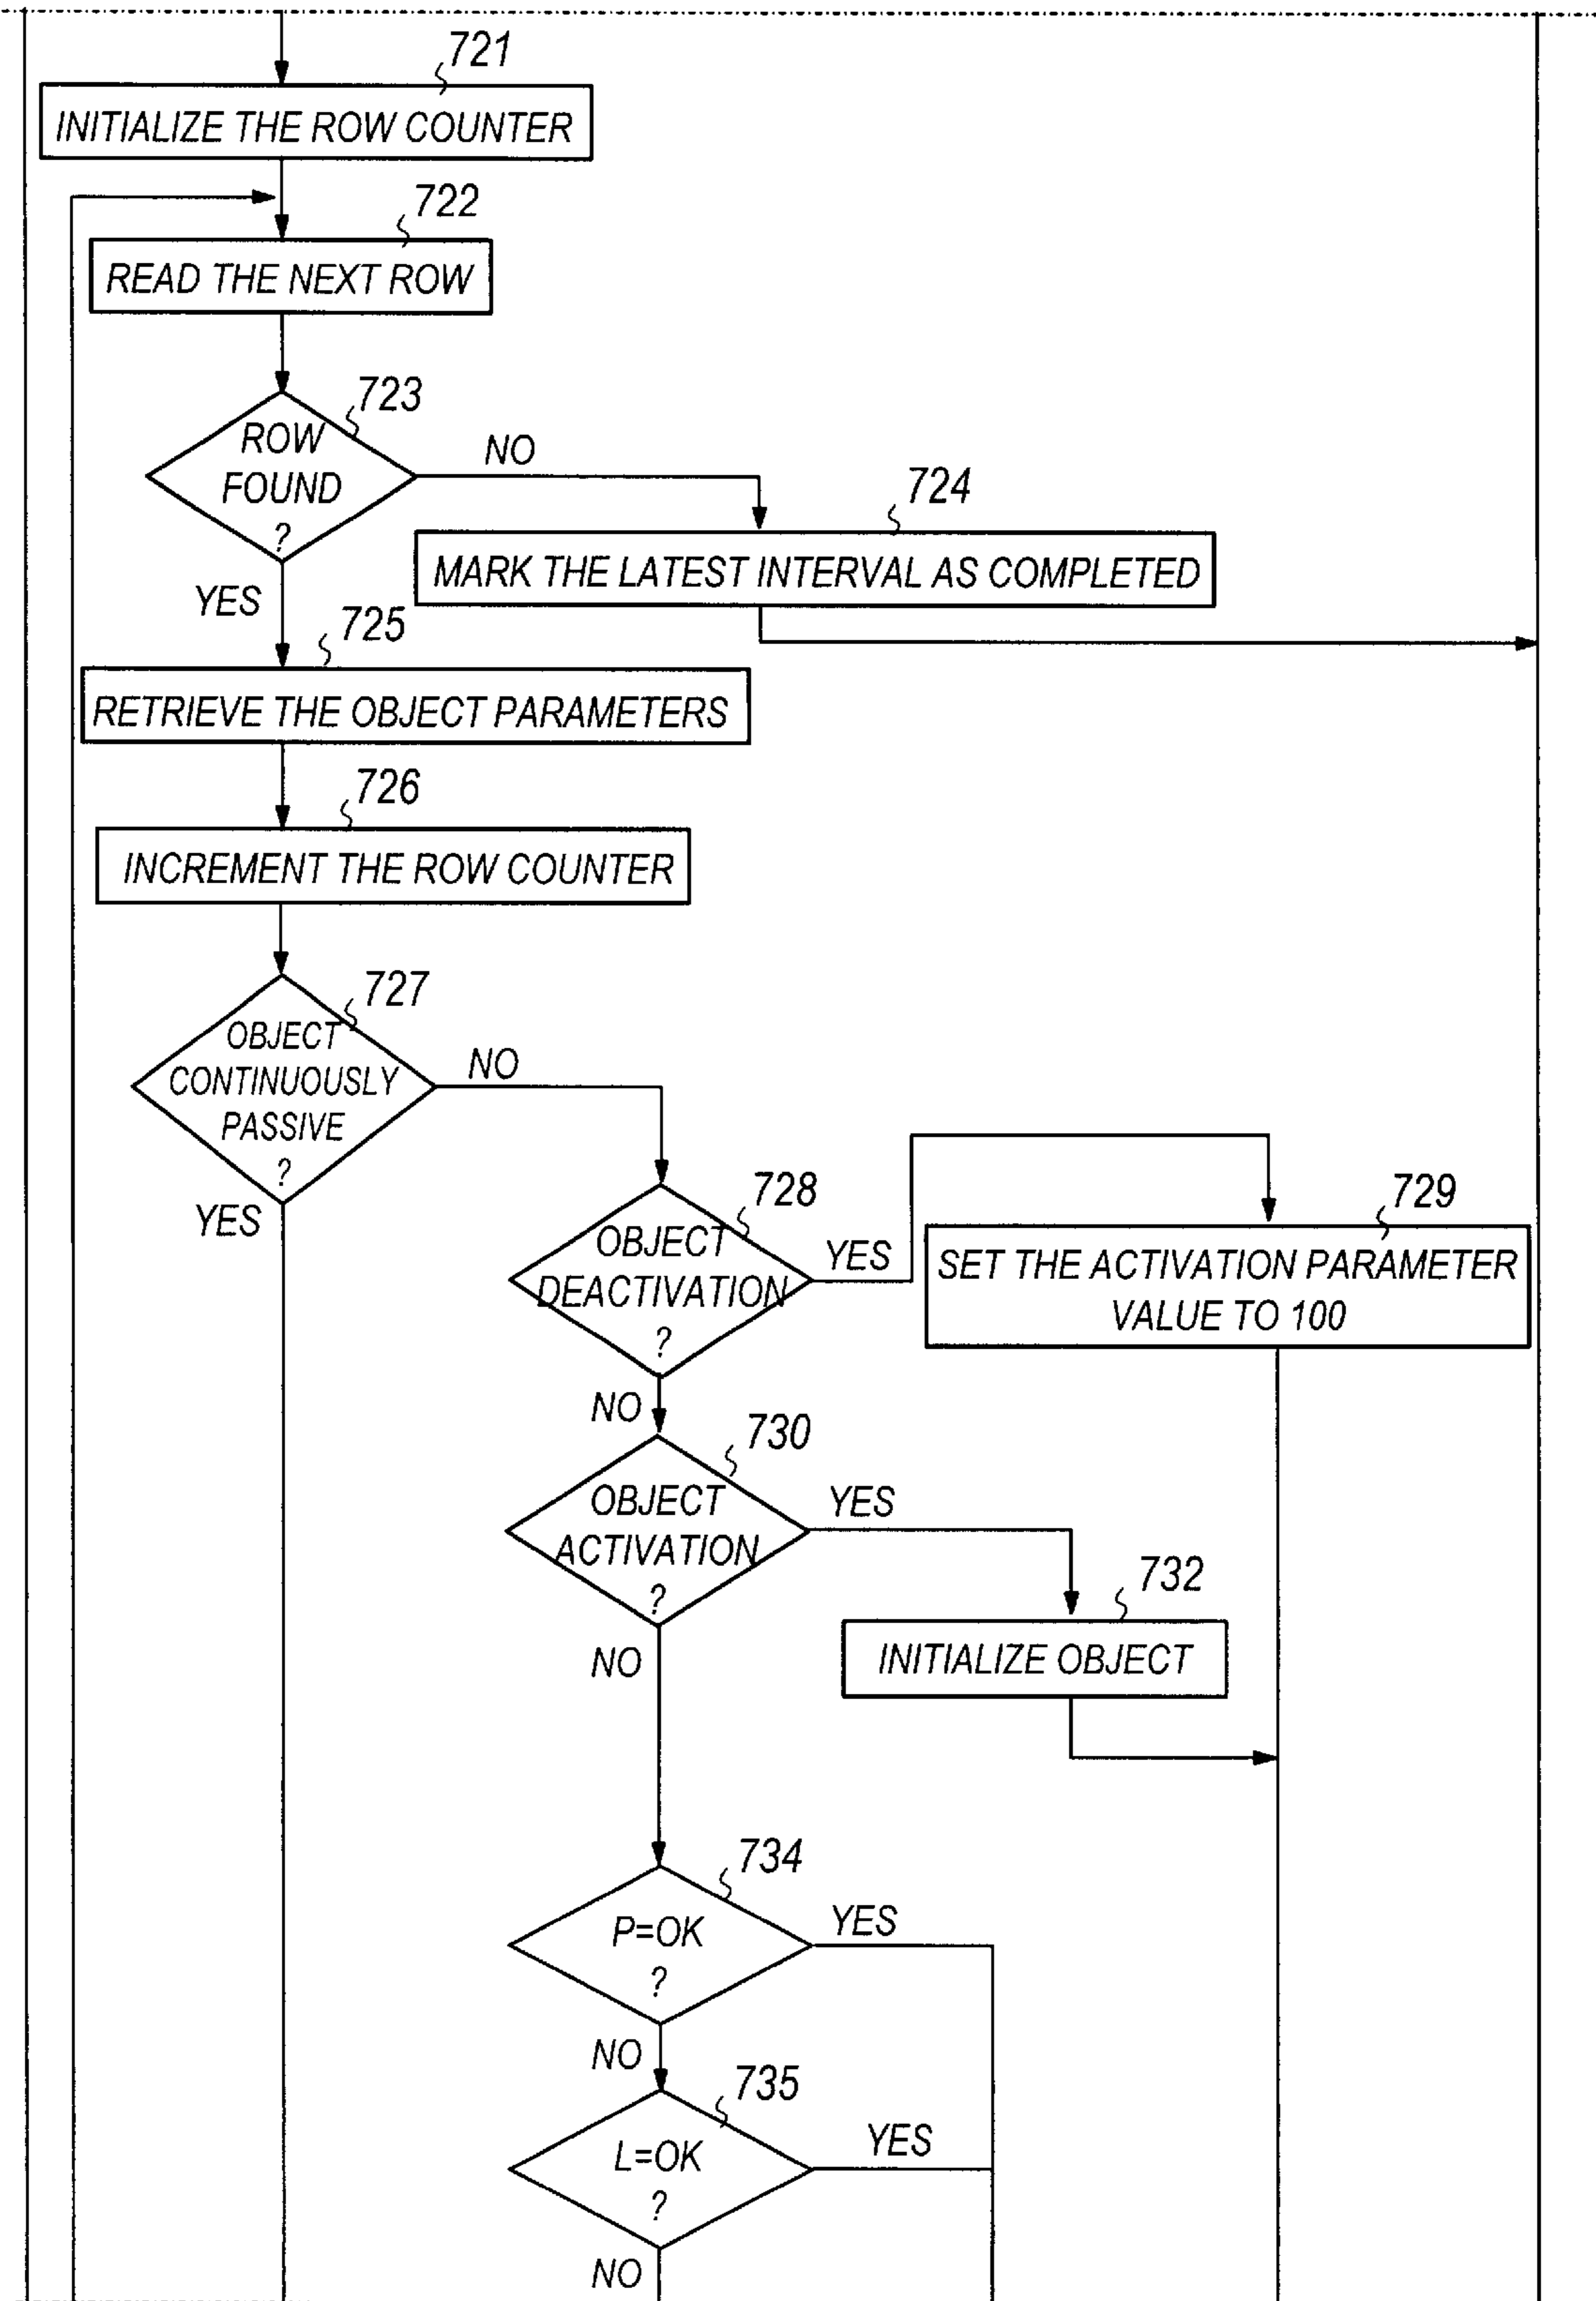 721
INITIALIZE THE ROW COUNTER
722
READ THE NEXT ROW
723
ROW
FOUND
?
NO
YES
724
MARK THE LATEST INTERVAL AS COMPLETED
725
RETRIEVE THE OBJECT PARAMETERS
726
INCREMENT THE ROW COUNTER
727
OBJECT
CONTINUOUSLY
PASSIVE
?
NO
YES
728
OBJECT
DEACTIVATION
?
YES
NO
729
SET THE ACTIVATION PARAMETER
VALUE TO 100
730
OBJECT
ACTIVATION
?
YES
NO
732
INITIALIZE OBJECT
734
P=OK
?
YES
NO
735
L=OK
?
YES
NO